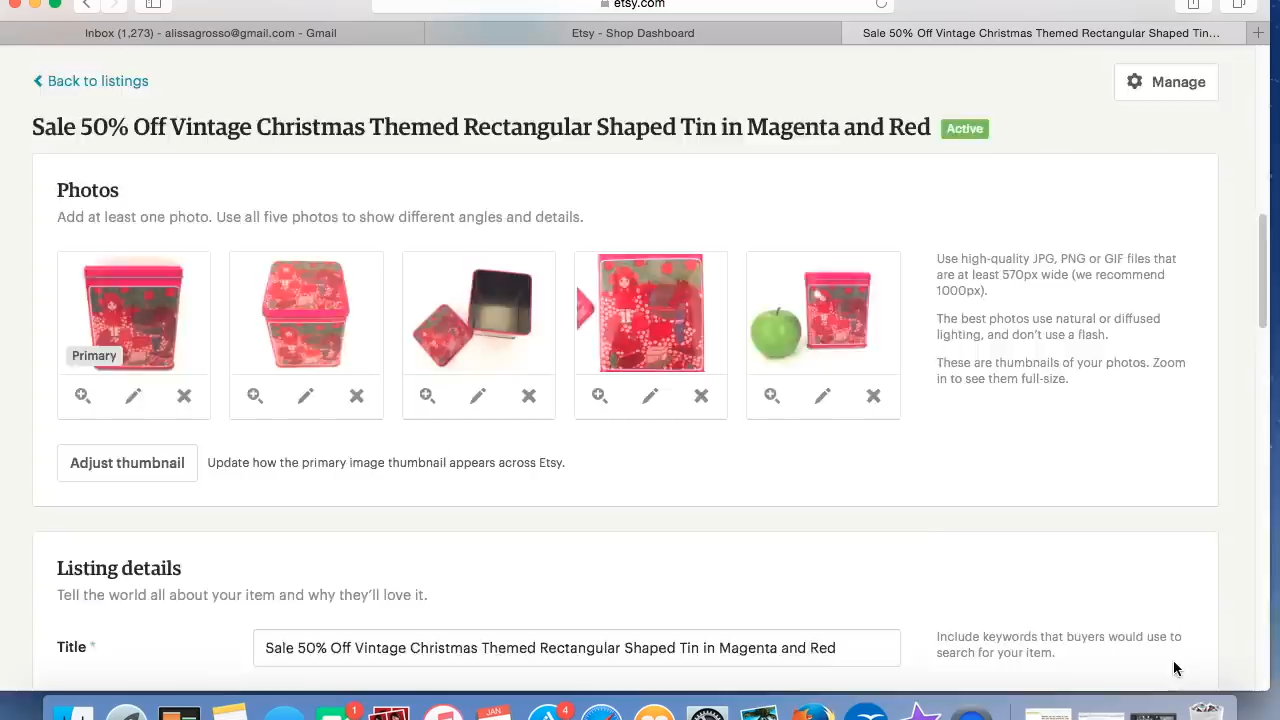 etsy.com
Inbox (1,273) - alissagrosso@gmail.com - Gmail
Etsy - Shop Dashboard
Sale 50% Off Vintage Christmas Themed Rectangular Shaped Tin...
Back to listings
Manage
Sale 50% Off Vintage Christmas Themed Rectangular Shaped Tin in Magenta and Red Active
Photos
Add at least one photo. Use all five photos to show different angles and details.
Primary
Use high-quality JPG, PNG or GIF files that
are at least 570px wide (we recommend
1000px).
The best photos use natural or diffused
lighting, and don't use a flash.
These are thumbnails of your photos. Zoom
in to see them full-size.
Adjust thumbnail
Update how the primary image thumbnail appears across Etsy.
Listing details
Tell the world all about your item and why they'll love it.
Title *
Sale 50% Off Vintage Christmas Themed Rectangular Shaped Tin in Magenta and Red
Include keywords that buyers would use to
search for your item.
1
JAN
4